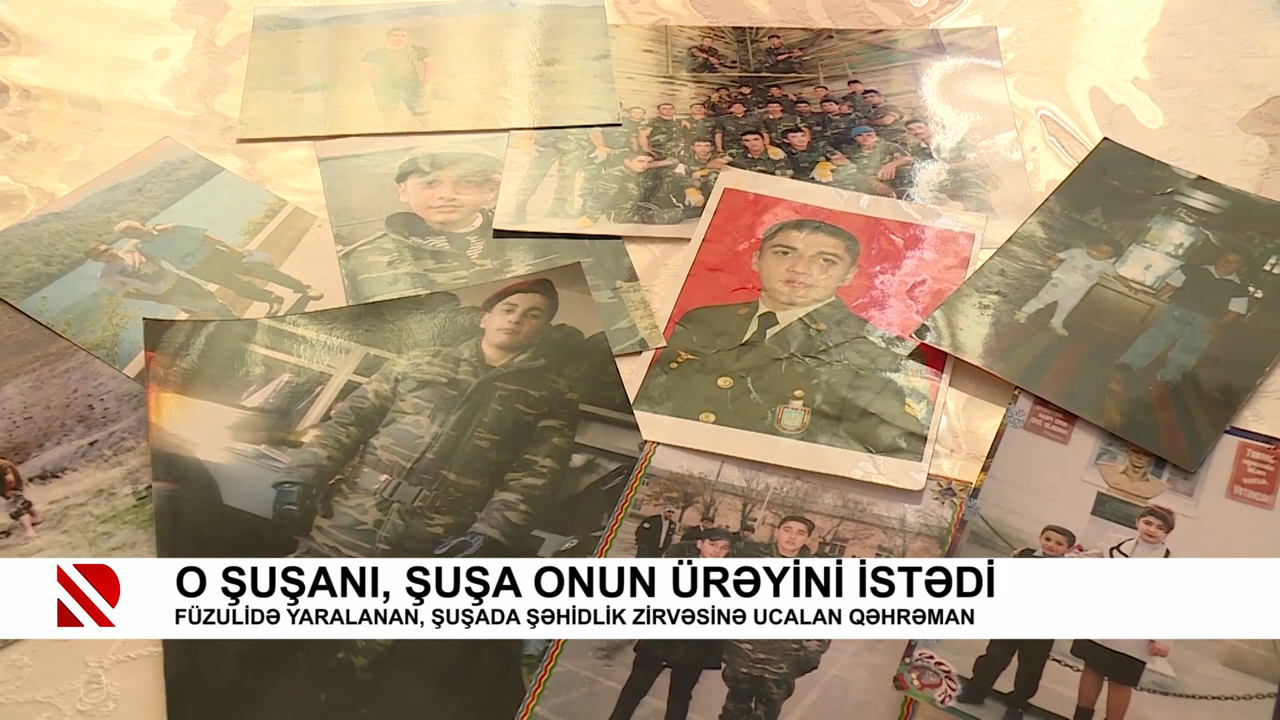 O ŞUŞANI, ŞUŞA ONUN ÜRƏYİNİ İSTƏDİ
FÜZULİDƏ YARALANAN, ŞUŞADA ŞƏHİDLİK ZİRVƏSİNƏ UCALAN QƏHRƏMAN